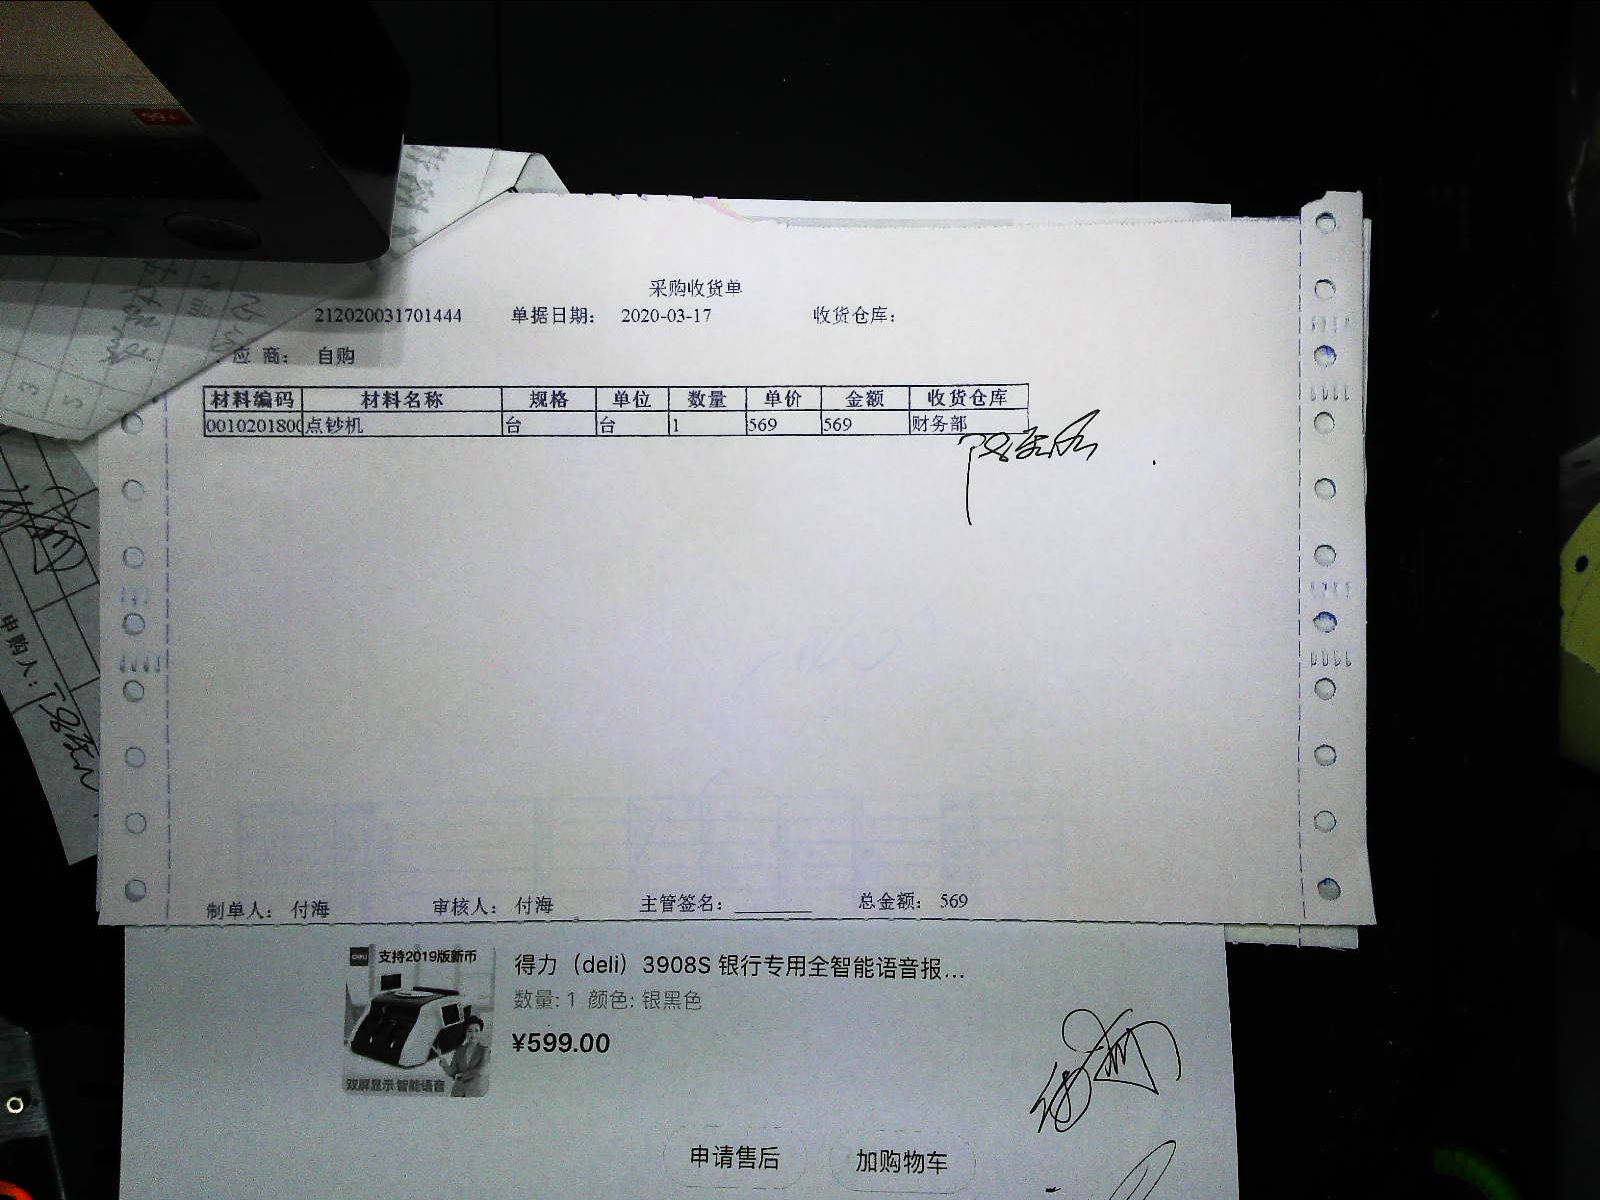 99+
采购收货单
212020031701444 单据日期： 2020-03-17 收货仓库：
应 商： 自购
材料编码 材料名称 规格 单位 数量 单价 金额 收货仓库
0010201800 点钞机 台 台 1 569 569 财务部
3
5
申购人：
制单人： 付海 审核人： 付海 主管签名： 总金额： 569
deli 支持2019版新币
双屏显示 智能语音
得力（deli）3908S 银行专用全智能语音报...
数量: 1 颜色: 银黑色
¥599.00
申请售后 加购物车